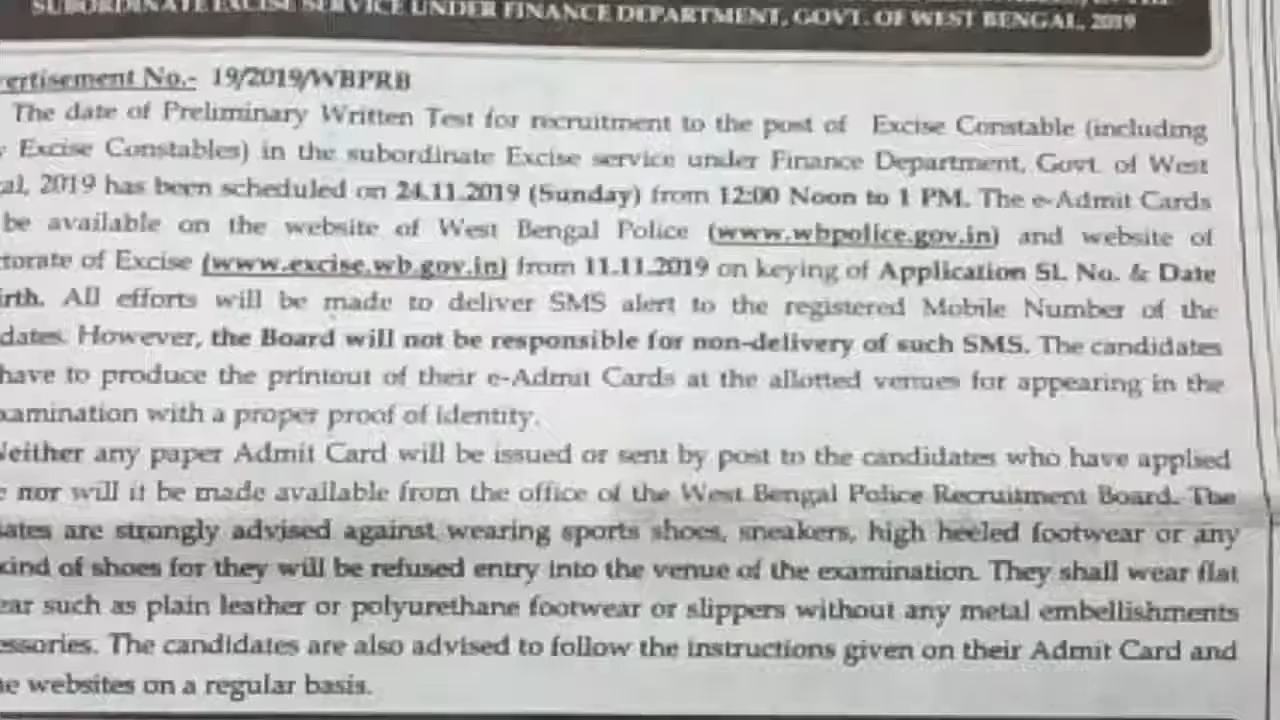 SUBORDINATE EXCISE SERVICE UNDER FINANCE DEPARTMENT, GOVT. OF WEST BENGAL, 2019
vertisement No.- 19/2019/WBPRB
The date of Preliminary Written Test for recruitment to the post of Excise Constable (including
y Excise Constables) in the subordinate Excise service under Finance Department, Govt. of West
gal, 2019 has been scheduled on 24.11.2019 (Sunday) from 12:00 Noon to 1 PM. The e-Admit Cards
be available on the website of West Bengal Police (www.wbpolice.gov.in) and website of
ctorate of Excise (www.excise.wb.gov.in) from 11.11.2019 on keying of Application Sl. No. & Date
irth. All efforts will be made to deliver SMS alert to the registered Mobile Number of the
dates. However, the Board will not be responsible for non-delivery of such SMS. The candidates
have to produce the printout of their e-Admit Cards at the allotted venues for appearing in the
xamination with a proper proof of identity.
Neither any paper Admit Card will be issued or sent by post to the candidates who have applied
e nor will it be made available from the office of the West Bengal Police Recruitment Board. The
dates are strongly advised against wearing sports shoes, sneakers, high heeled footwear or any
kind of shoes for they will be refused entry into the venue of the examination. They shall wear flat
ear such as plain leather or polyurethane footwear or slippers without any metal embellishments
essories. The candidates are also advised to follow the instructions given on their Admit Card and
he websites on a regular basis.